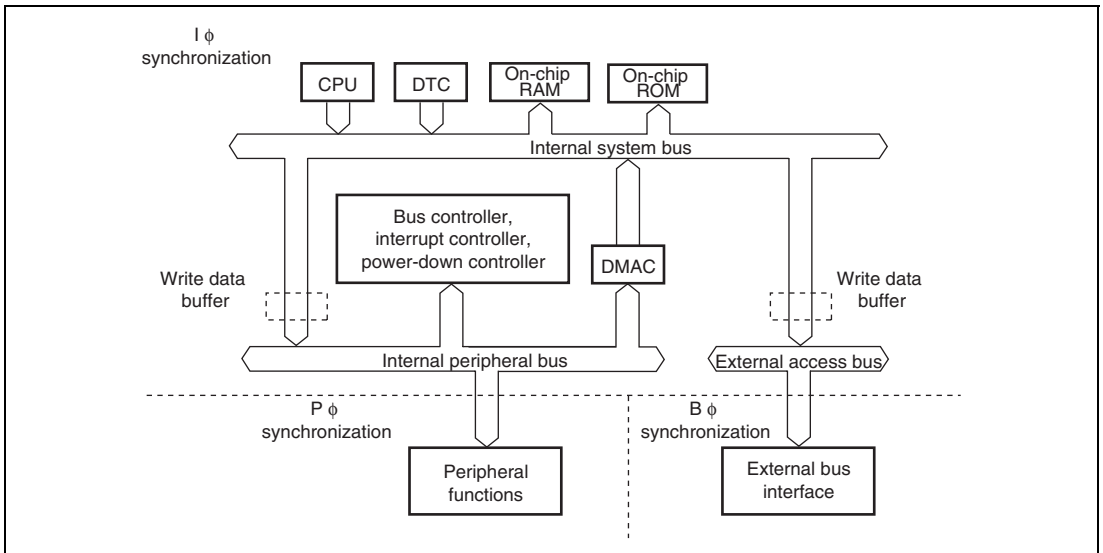 I ϕ
synchronization
CPU
DTC
On-chip
RAM
On-chip
ROM
Internal system bus
Bus controller,
interrupt controller,
power-down controller
DMAC
Write data
buffer
Write data
buffer
Internal peripheral bus
External access bus
P ϕ
synchronization
B ϕ
synchronization
Peripheral
functions
External bus
interface